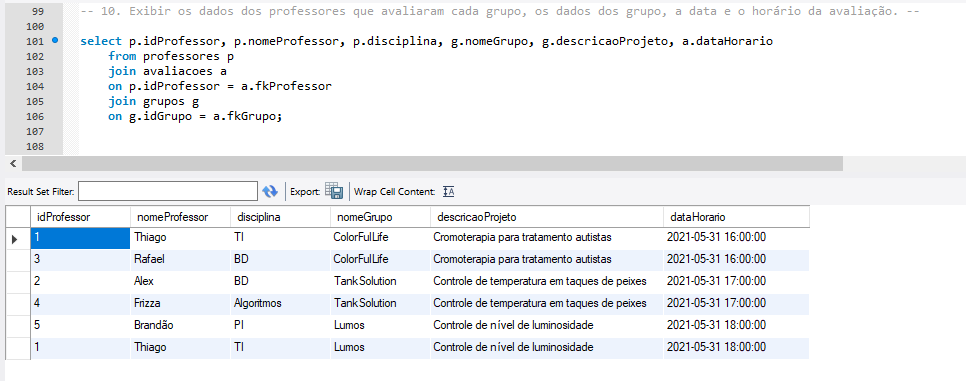 99 -- 10. Exibir os dados dos professores que avaliaram cada grupo, os dados dos grupo, a data e o horário da avaliação. --
100
101 select p.idProfessor, p.nomeProfessor, p.disciplina, g.nomeGrupo, g.descricaoProjeto, a.dataHorario
102 from professores p
103 join avaliacoes a
104 on p.idProfessor = a.fkProfessor
105 join grupos g
106 on g.idGrupo = a.fkGrupo;
107
108
Result Set Filter: Export: Wrap Cell Content:
idProfessor nomeProfessor disciplina nomeGrupo descricaoProjeto dataHorario
1 Thiago TI ColorFulLife Cromoterapia para tratamento autistas 2021-05-31 16:00:00
3 Rafael BD ColorFulLife Cromoterapia para tratamento autistas 2021-05-31 16:00:00
2 Alex BD TankSolution Controle de temperatura em taques de peixes 2021-05-31 17:00:00
4 Frizza Algoritmos TankSolution Controle de temperatura em taques de peixes 2021-05-31 17:00:00
5 Brandão PI Lumos Controle de nível de luminosidade 2021-05-31 18:00:00
1 Thiago TI Lumos Controle de nível de luminosidade 2021-05-31 18:00:00